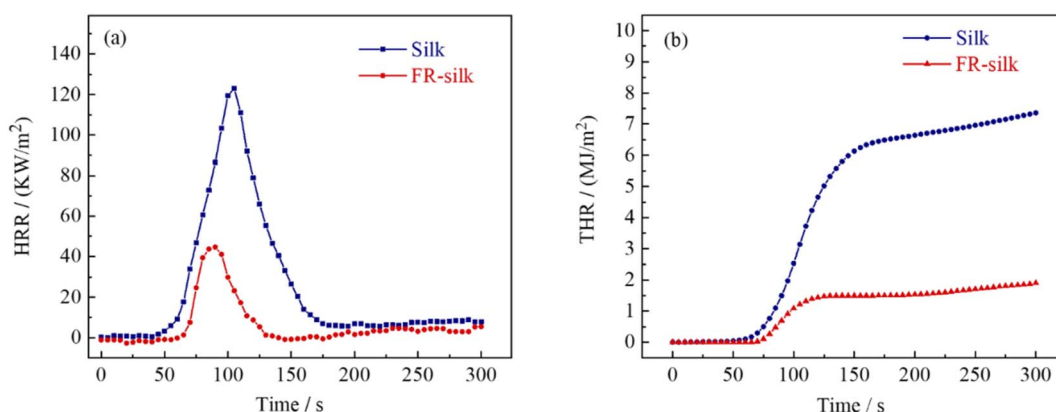 (a)
Silk
FR-silk
HRR / (KW/m²)
140
120
100
80
60
40
20
0
0 50 100 150 200 250 300
Time / s
(b)
Silk
FR-silk
THR / (MJ/m²)
10
9
8
7
6
5
4
3
2
1
0
0 50 100 150 200 250 300
Time / s